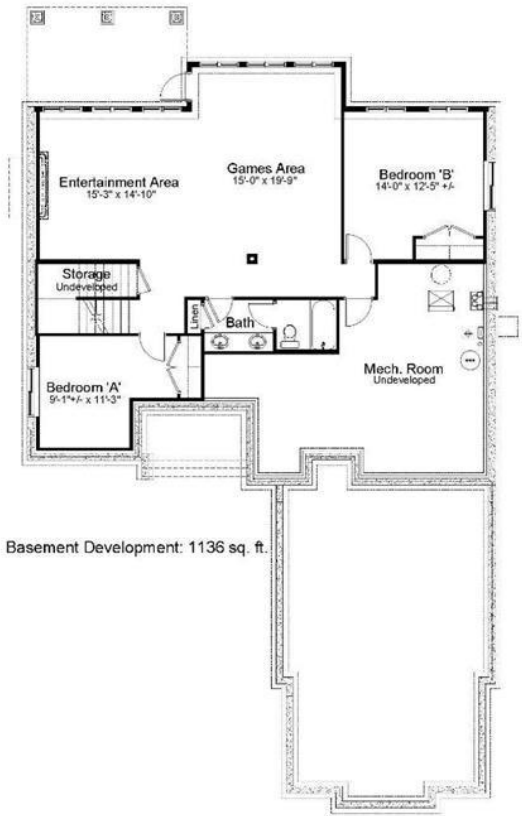 Entertainment Area
15'-3" x 14'-10"
Games Area
15'-0" x 19'-9"
Bedroom 'B'
14'-0" x 12'-5" +/-
Storage
Undeveloped
Linen
Bath
Mech. Room
Undeveloped
Bedroom 'A'
9'-1"+/- x 11'-3"
Basement Development: 1136 sq. ft.